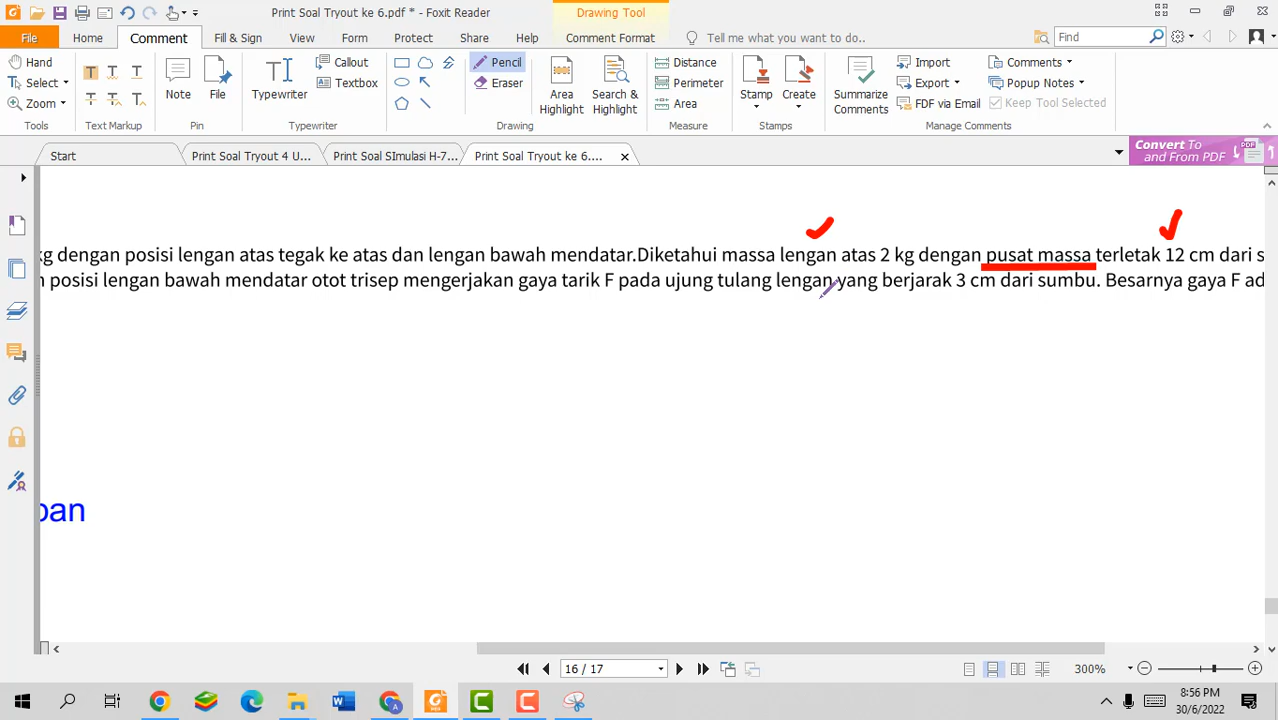 Print Soal Tryout ke 6.pdf * - Foxit Reader
Drawing Tool
File
Home
Comment
Fill & Sign
View
Form
Protect
Share
Help
Comment Format
Tell me what you want to do...
Find
Hand
Select
Zoom
Tools
Text Markup
Note
File
Pin
Typewriter
Callout
Textbox
Typewriter
Pencil
Eraser
Drawing
Area
Highlight
Search &
Highlight
Distance
Perimeter
Area
Measure
Stamp
Create
Stamps
Summarize
Comments
Import
Export
FDF via Email
Comments
Popup Notes
Keep Tool Selected
Manage Comments
Start
Print Soal Tryout 4 U...
Print Soal SImulasi H-7...
Print Soal Tryout ke 6....
Convert To
and From PDF
PDF
kg dengan posisi lengan atas tegak ke atas dan lengan bawah mendatar.Diketahui massa lengan atas 2 kg dengan pusat massa terletak 12 cm dari s
n posisi lengan bawah mendatar otot trisep mengerjakan gaya tarik F pada ujung tulang lengan yang berjarak 3 cm dari sumbu. Besarnya gaya F ad
ban
16 / 17
300%
8:56 PM
30/6/2022